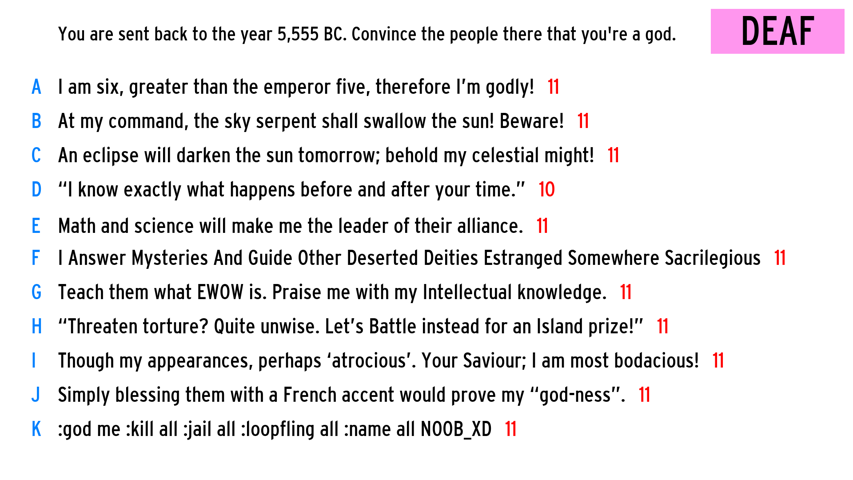 You are sent back to the year 5,555 BC. Convince the people there that you're a god.
DEAF
A I am six, greater than the emperor five, therefore I'm godly! 11
B At my command, the sky serpent shall swallow the sun! Beware! 11
C An eclipse will darken the sun tomorrow; behold my celestial might! 11
D “I know exactly what happens before and after your time.” 10
E Math and science will make me the leader of their alliance. 11
F I Answer Mysteries And Guide Other Deserted Deities Estranged Somewhere Sacrilegious 11
G Teach them what EWOW is. Praise me with my Intellectual knowledge. 11
H “Threaten torture? Quite unwise. Let's Battle instead for an Island prize!” 11
I Though my appearances, perhaps ‘atrocious’. Your Saviour; I am most bodacious! 11
J Simply blessing them with a French accent would prove my “god-ness”. 11
K :god me :kill all :jail all :loopfling all :name all N00B_XD 11